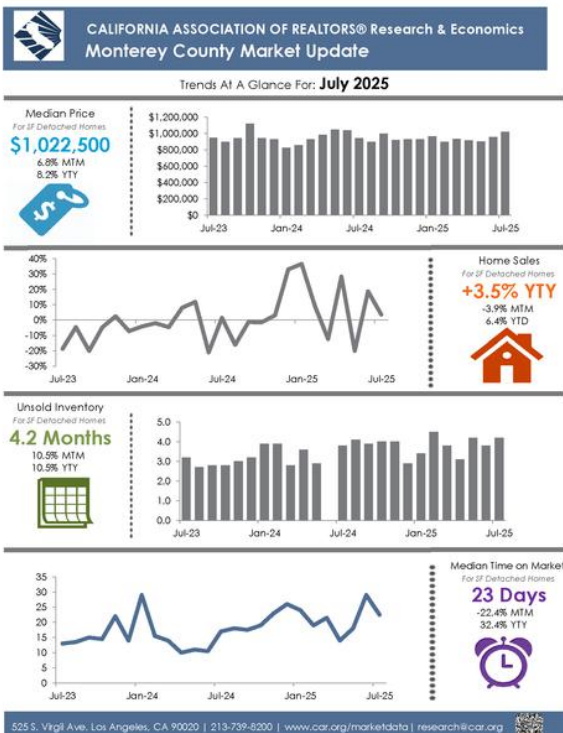 CALIFORNIA ASSOCIATION OF REALTORS® Research & Economics
Monterey County Market Update
Trends At A Glance For: July 2025
Median Price
For SF Detached Homes
$1,022,500
6.8% MTM
8.2% YTY
$1,200,000
$1,000,000
$800,000
$600,000
$400,000
$200,000
$0
Jul-23 Jan-24 Jul-24 Jan-25 Jul-25
40%
30%
20%
10%
0%
-10%
-20%
-30%
Jul-23 Jan-24 Jul-24 Jan-25 Jul-25
Home Sales
For SF Detached Homes
+3.5% YTY
-3.9% MTM
6.4% YTD
Unsold Inventory
For SF Detached Homes
4.2 Months
10.5% MTM
10.5% YTY
5.0
4.0
3.0
2.0
1.0
0.0
Jul-23 Jan-24 Jul-24 Jan-25 Jul-25
35
30
25
20
15
10
5
0
Jul-23 Jan-24 Jul-24 Jan-25 Jul-25
Median Time on Market
For SF Detached Homes
23 Days
-22.4% MTM
32.4% YTY
525 S. Virgil Ave. Los Angeles, CA 90020 | 213-739-8200 | www.car.org/marketdata | research@car.org